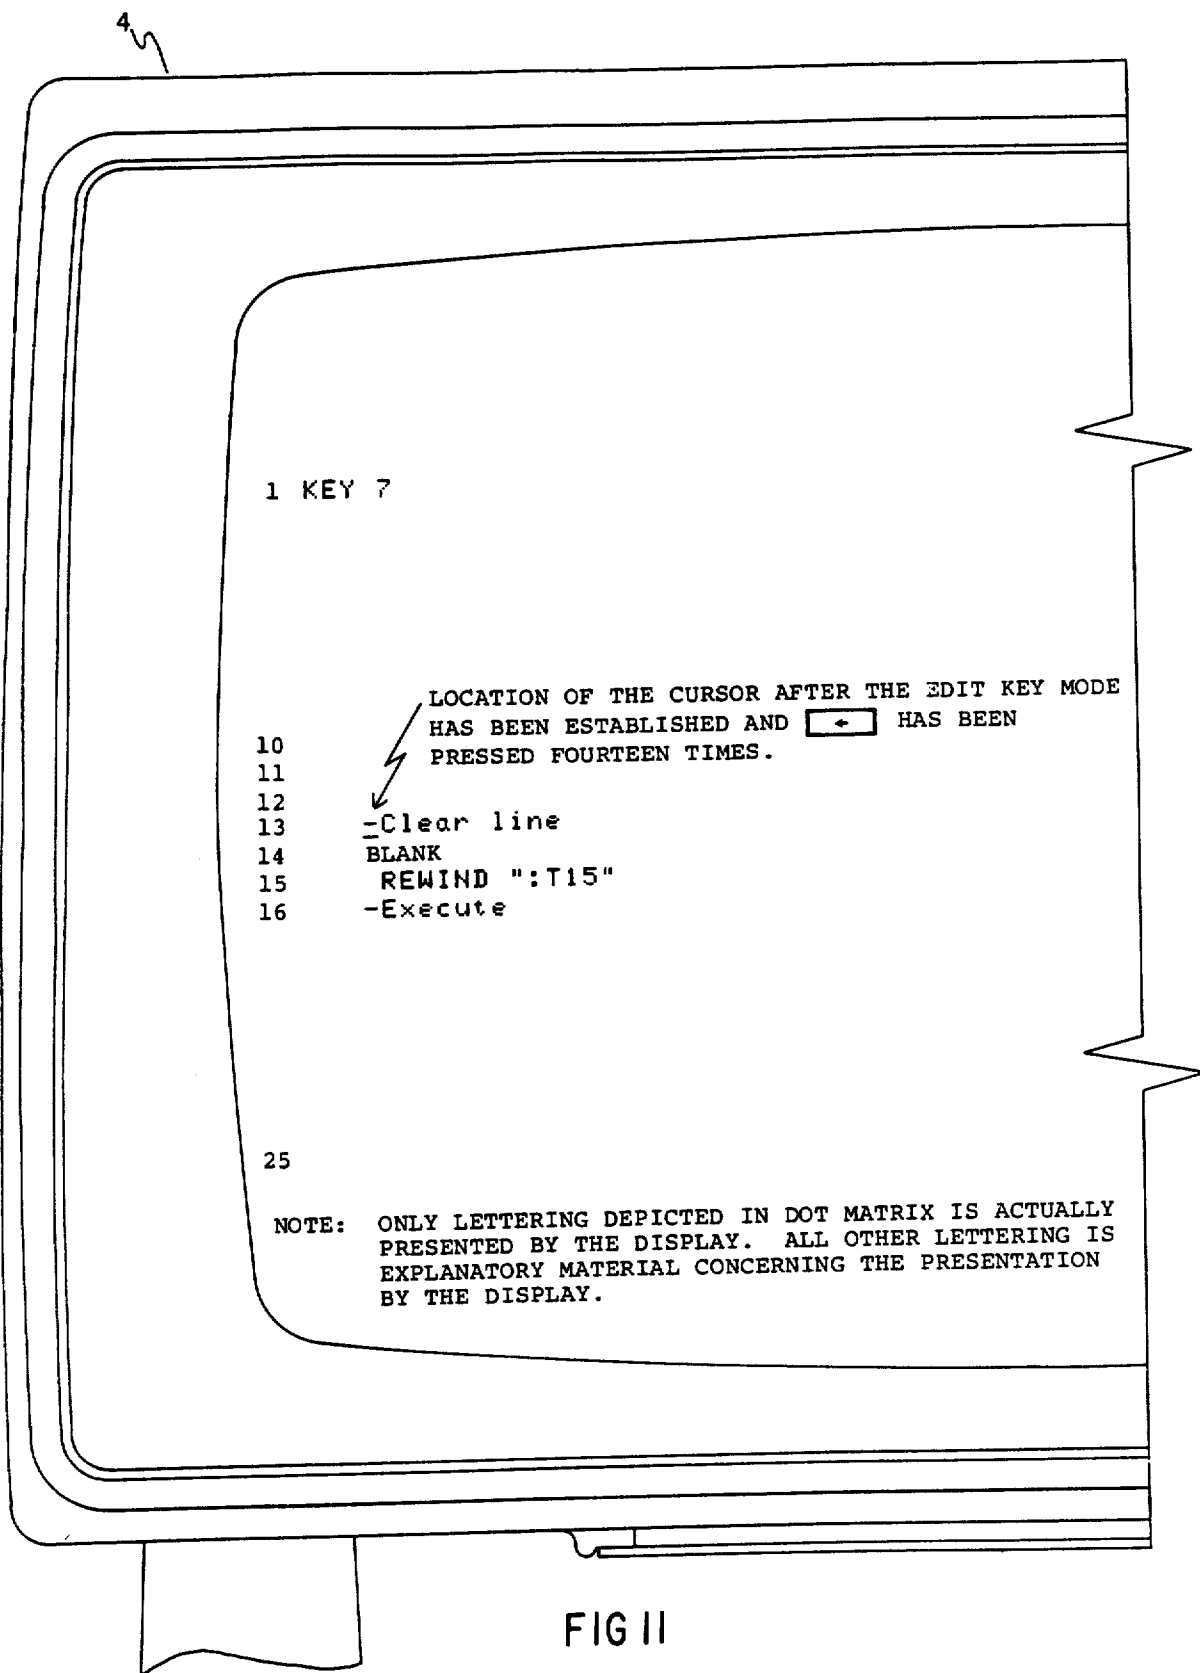 4
1 KEY 7
LOCATION OF THE CURSOR AFTER THE EDIT KEY MODE
HAS BEEN ESTABLISHED AND ← HAS BEEN
PRESSED FOURTEEN TIMES.
10
11
12
13 -Clear line
14 BLANK
15 REWIND ":T15"
16 -Execute
25
NOTE: ONLY LETTERING DEPICTED IN DOT MATRIX IS ACTUALLY
PRESENTED BY THE DISPLAY. ALL OTHER LETTERING IS
EXPLANATORY MATERIAL CONCERNING THE PRESENTATION
BY THE DISPLAY.
FIG 11